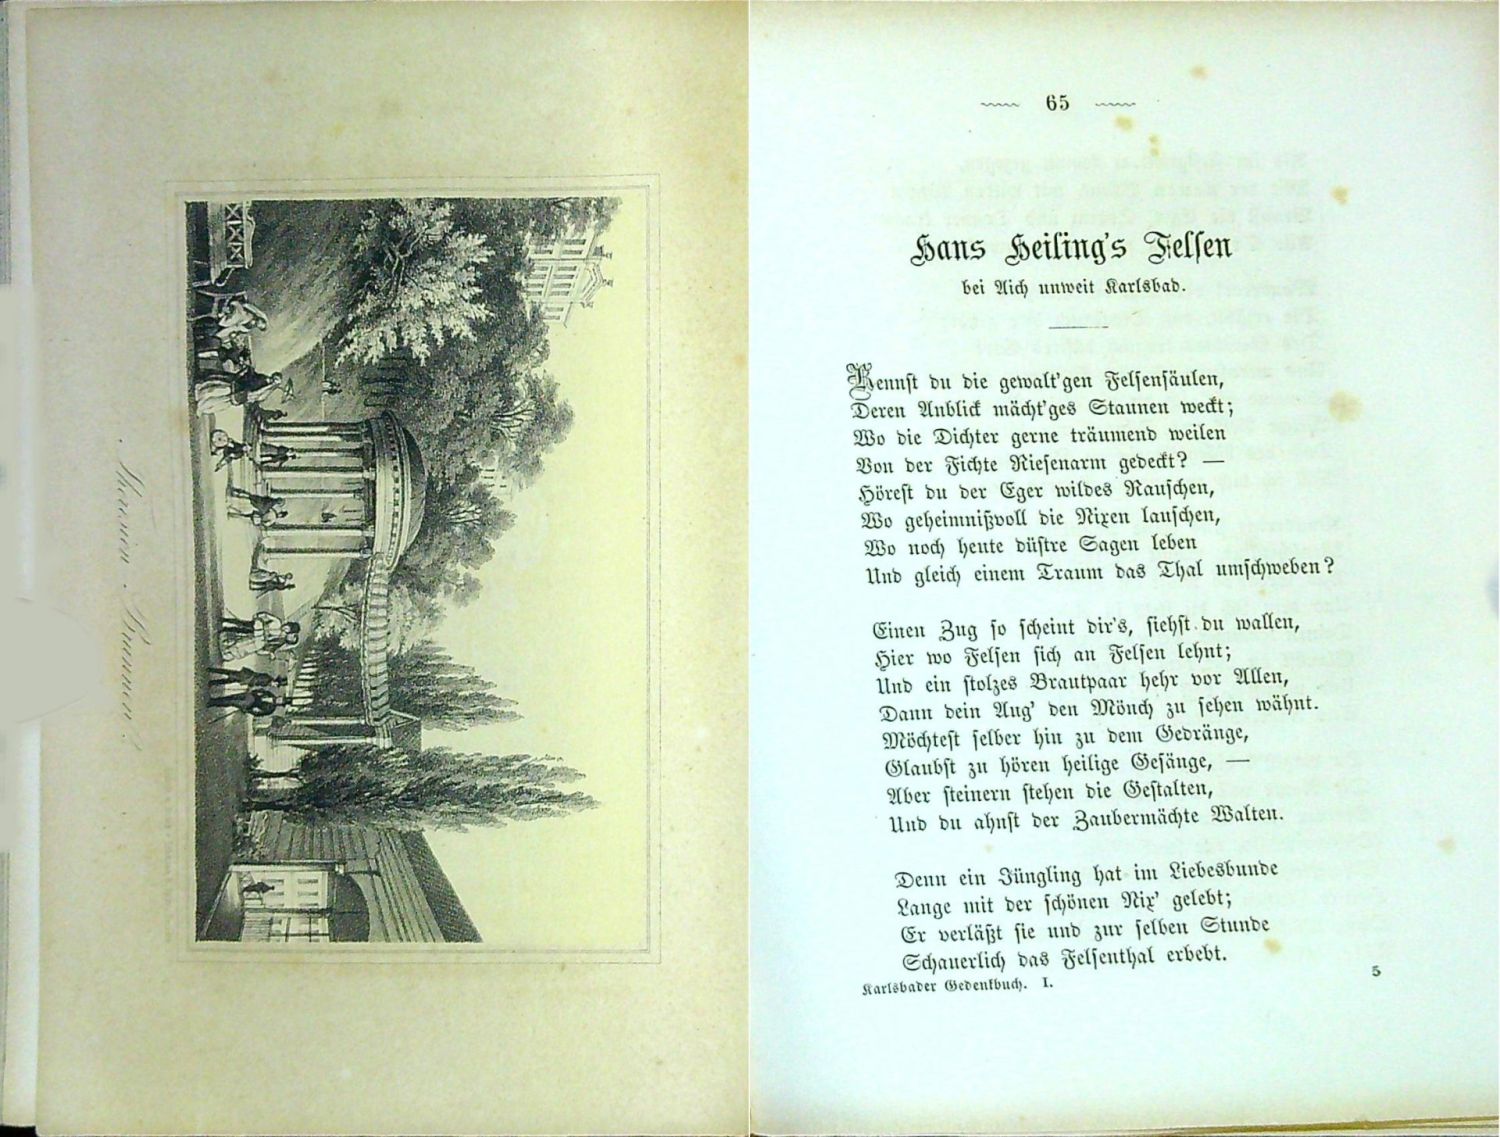 Theresien Brunnen.
65
Hans Heiling's Felsen
bei Aich unweit Karlsbad.
Kennst du die gewalt'gen Felsensäulen,
Deren Anblick mächt'ges Staunen weckt;
Wo die Dichter gerne träumend weilen
Von der Fichte Riesenarm gedeckt? —
Hörest du der Eger wildes Rauschen,
Wo geheimnißvoll die Nixen lauschen,
Wo noch heute düstre Sagen leben
Und gleich einem Traum das Thal umschweben?
Einen Zug so scheint dir's, siehst du wallen,
Hier wo Felsen sich an Felsen lehnt;
Und ein stolzes Brautpaar hehr vor Allen,
Dann dein Aug' den Mönch zu sehen wähnt.
Möchtest selber hin zu dem Gedränge,
Glaubst zu hören heilige Gesänge, —
Aber steinern stehen die Gestalten,
Und du ahnst der Zaubermächte Walten.
Denn ein Jüngling hat im Liebesbunde
Lange mit der schönen Nix' gelebt;
Er verläßt sie und zur selben Stunde
Schauerlich das Felsenthal erbebt.
Karlsbader Gedenkbuch. I.
5